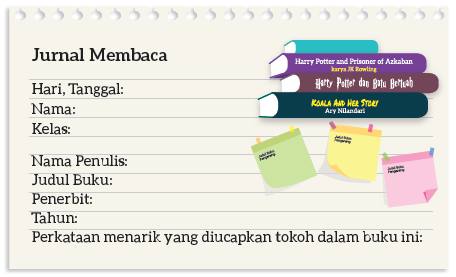 Jurnal Membaca
Harry Potter and Prisoner of Azkaban
karya JK Rowling
Harry Potter dan Batu Bertuah
Koala And Her Story
Ary Nilandari
Hari, Tanggal:
Nama:
Kelas:
Judul Buku:
Pengarang:
Judul Buku:
Pengarang:
Judul Buku:
Pengarang:
Nama Penulis:
Judul Buku:
Penerbit:
Tahun:
Perkataan menarik yang diucapkan tokoh dalam buku ini: